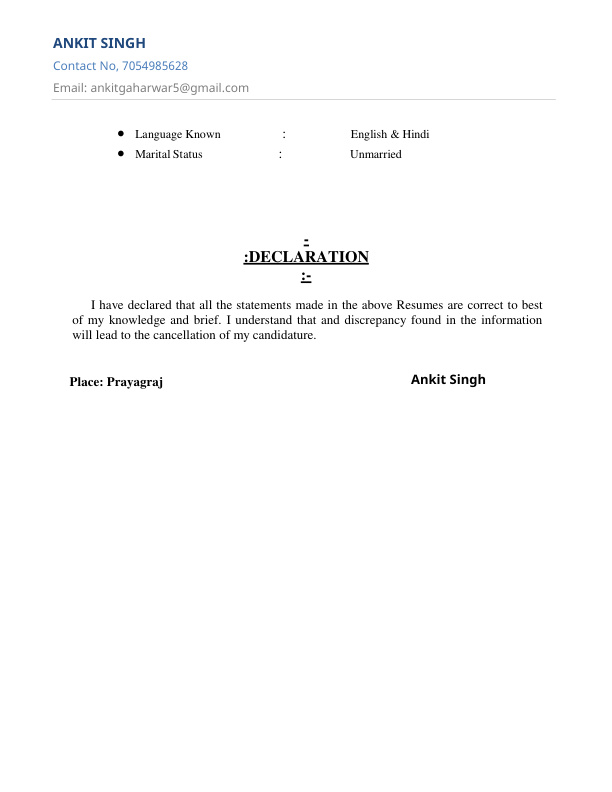 ANKIT SINGH
Contact No, 7054985628
Email: ankitgaharwar5@gmail.com
● Language Known : English & Hindi
● Marital Status : Unmarried
-
:DECLARATION
:-
I have declared that all the statements made in the above Resumes are correct to best
of my knowledge and brief. I understand that and discrepancy found in the information
will lead to the cancellation of my candidature.
Place: Prayagraj Ankit Singh